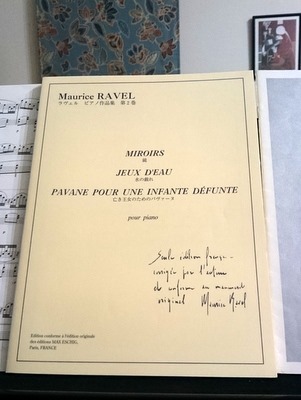 Maurice RAVEL
ラヴェル ピアノ作品集 第2巻
MIROIRS
鏡
JEUX D'EAU
水の戯れ
PAVANE POUR UNE INFANTE DÉFUNTE
亡き王女のためのパヴァーヌ
pour piano
Seule édition française
corrigée par l'auteur
et conforme au manuscrit
original Maurice Ravel
Edition conforme à l'édition originale
des éditions MAX ESCHIG,
Paris, FRANCE